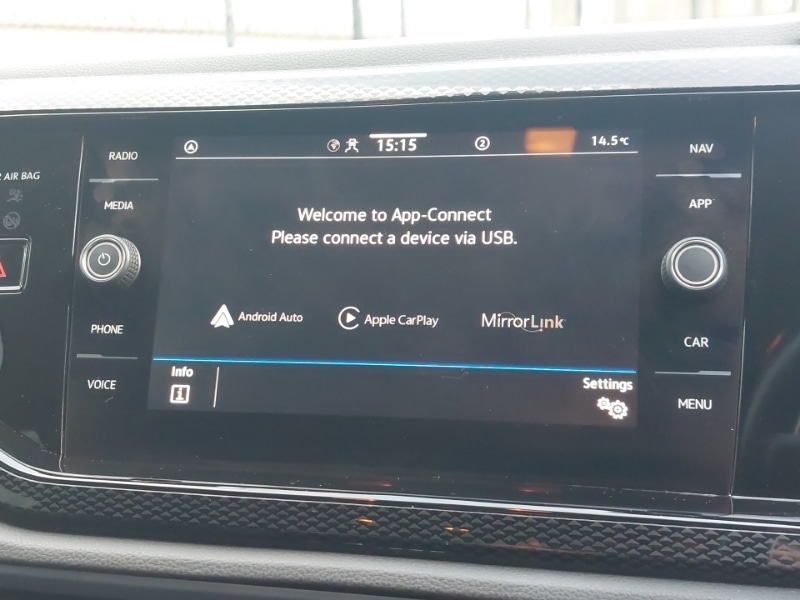 AIR BAG
RADIO
MEDIA
PHONE
VOICE
15:15
2
14.5°C
Welcome to App-Connect
Please connect a device via USB.
Android Auto
Apple CarPlay
MirrorLink
Info
i
Settings
NAV
APP
CAR
MENU